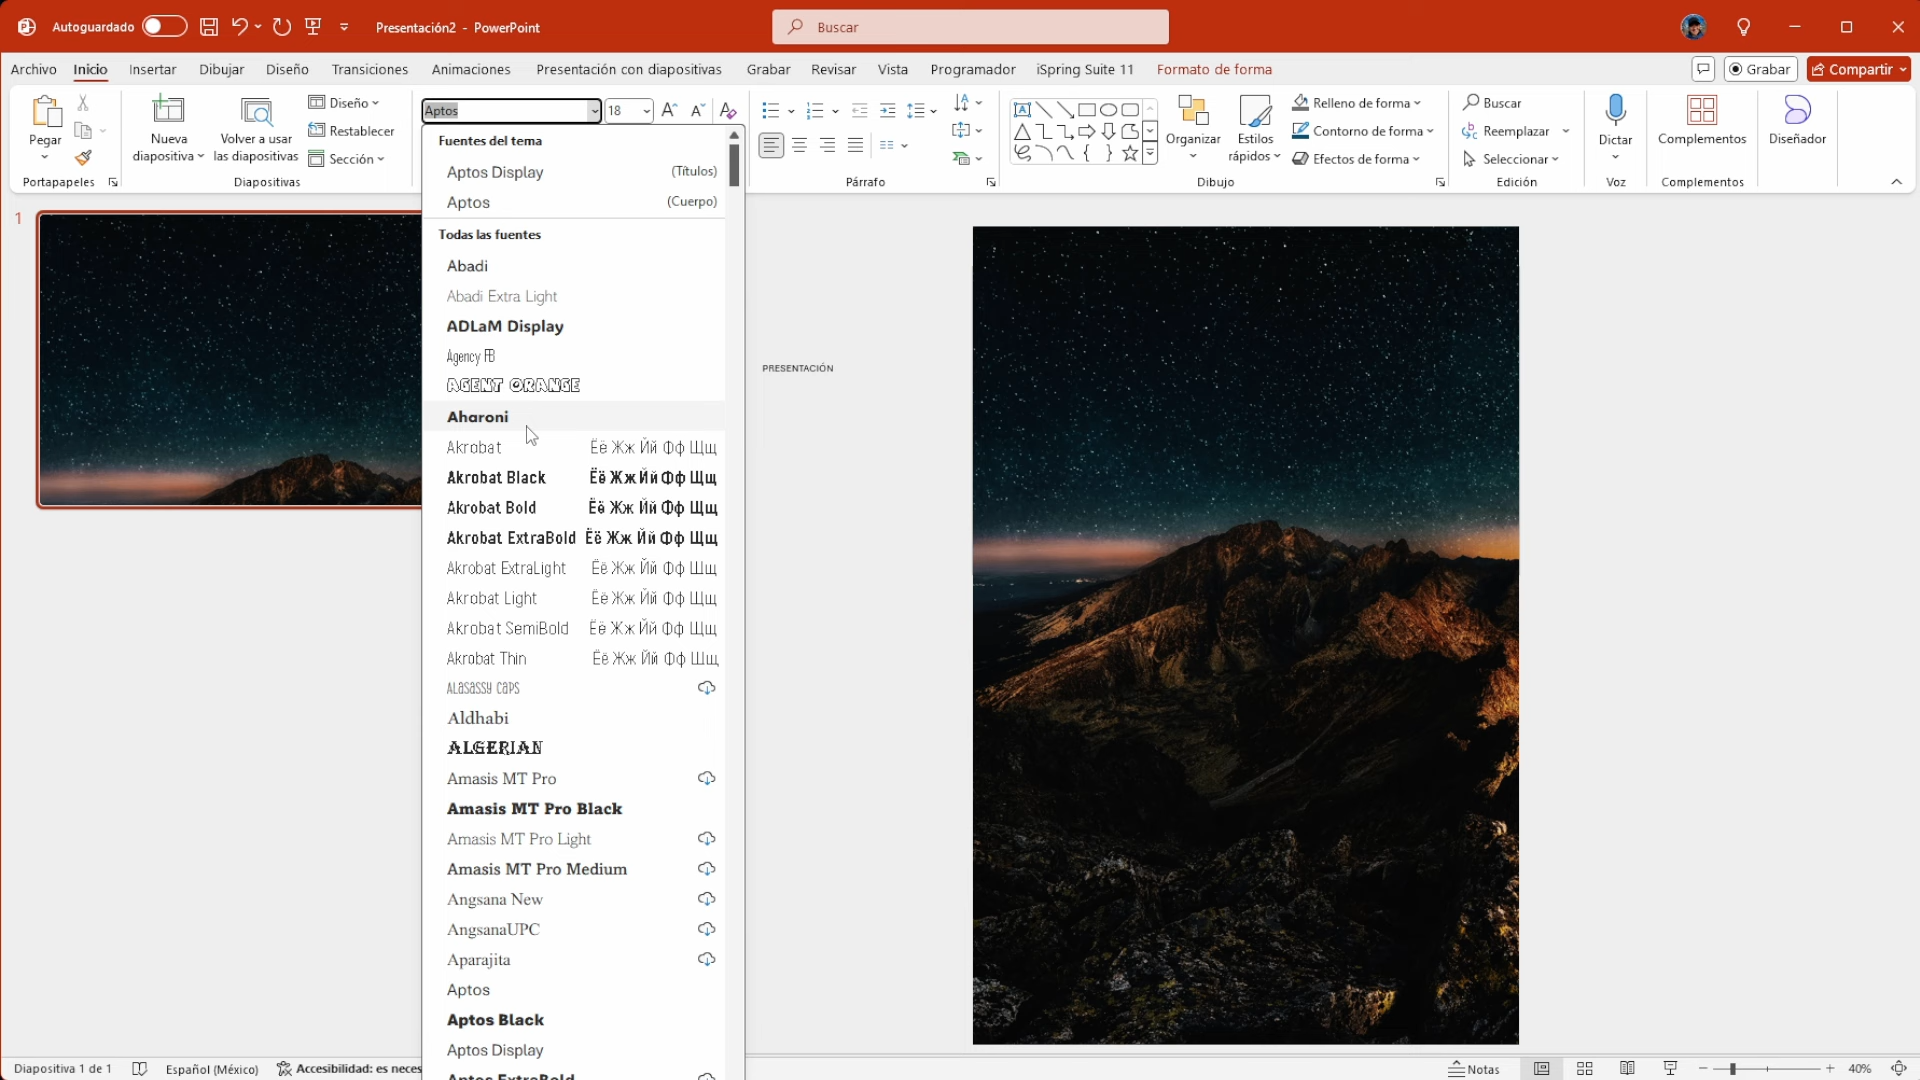 Autoguardado
Presentación2 - PowerPoint
Buscar
Archivo Inicio Insertar Dibujar Diseño Transiciones Animaciones Presentación con diapositivas Grabar Revisar Vista Programador iSpring Suite 11 Formato de forma
Grabar
Compartir
Pegar
Portapapeles
Nueva
diapositiva
Volver a usar
las diapositivas
Diseño
Restablecer
Sección
Diapositivas
Aptos
18
Párrafo
Organizar
Estilos
rápidos
Relleno de forma
Contorno de forma
Efectos de forma
Dibujo
Buscar
Reemplazar
Seleccionar
Edición
Dictar
Voz
Complementos
Complementos
Diseñador
1
Fuentes del tema
Aptos Display (Títulos)
Aptos (Cuerpo)
Todas las fuentes
Abadi
Abadi Extra Light
ADLaM Display
Agency FB
AGENT ORANGE
Aharoni
Akrobat Ёё Жж Йй Фф Щщ
Akrobat Black Ёё Жж Йй Фф Щщ
Akrobat Bold Ёё Жж Йй Фф Щщ
Akrobat ExtraBold Ёё Жж Йй Фф Щщ
Akrobat ExtraLight Ёё Жж Йй Фф Щщ
Akrobat Light Ёё Жж Йй Фф Щщ
Akrobat SemiBold Ёё Жж Йй Фф Щщ
Akrobat Thin Ёё Жж Йй Фф Щщ
ALASASSY CAPS
Aldhabi
ALGERIAN
Amasis MT Pro
Amasis MT Pro Black
Amasis MT Pro Light
Amasis MT Pro Medium
Angsana New
AngsanaUPC
Aparajita
Aptos
Aptos Black
Aptos Display
Aptos ExtraBold
PRESENTACIÓN
Diapositiva 1 de 1
Español (México)
Accesibilidad: es neces
Notas
40%